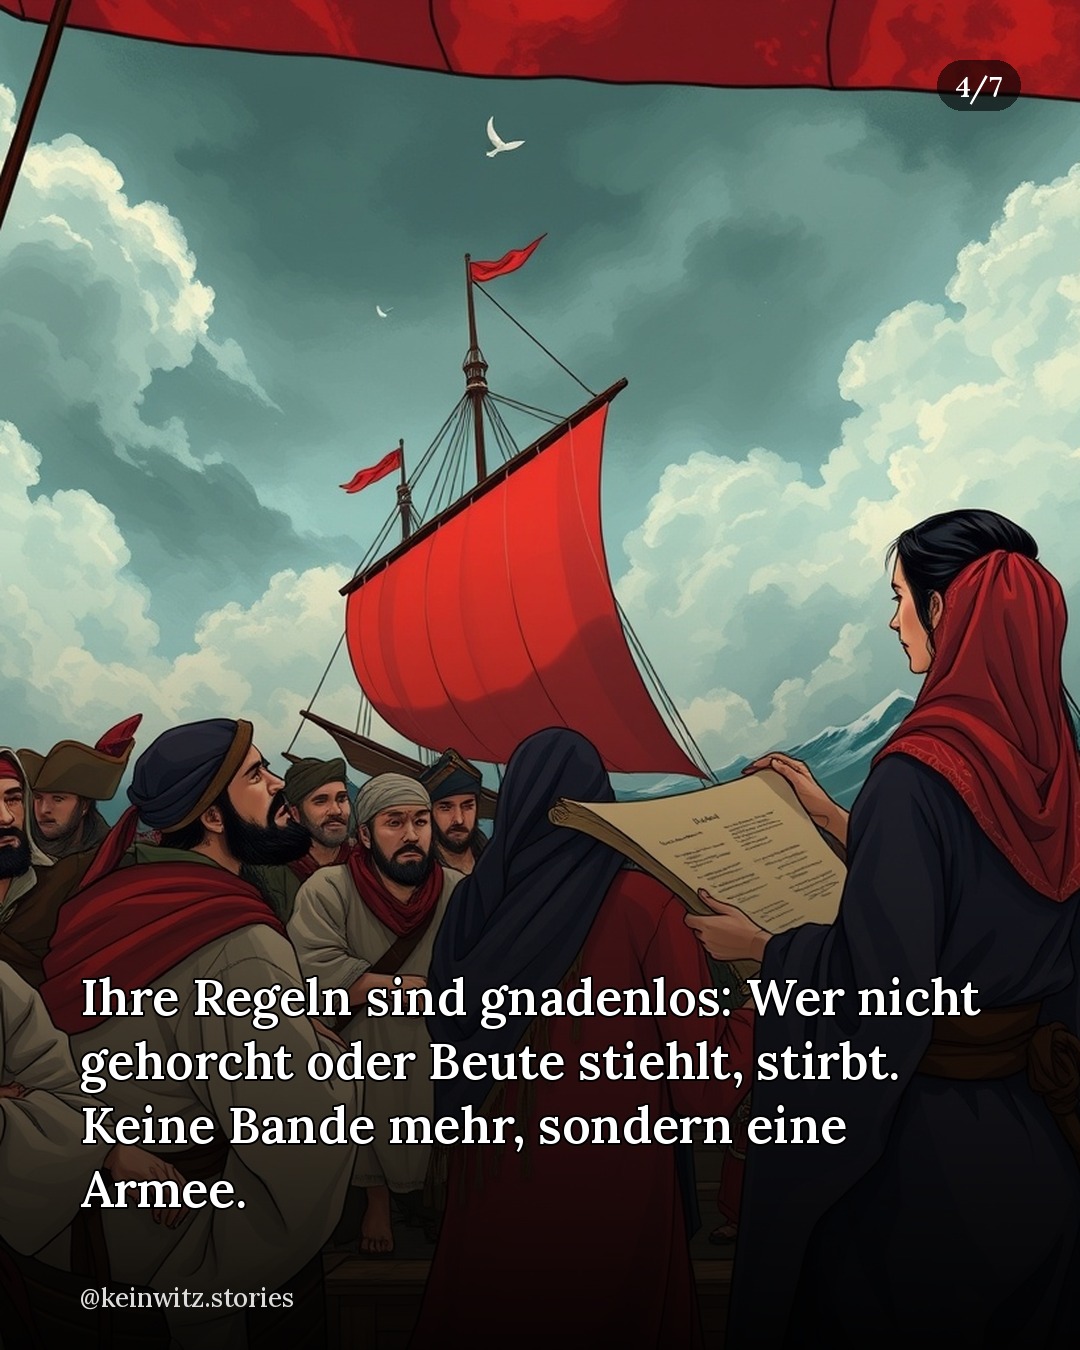 4/7
Ihre Regeln sind gnadenlos: Wer nicht
gehorcht oder Beute stiehlt, stirbt.
Keine Bande mehr, sondern eine
Armee.
@keinwitz.stories